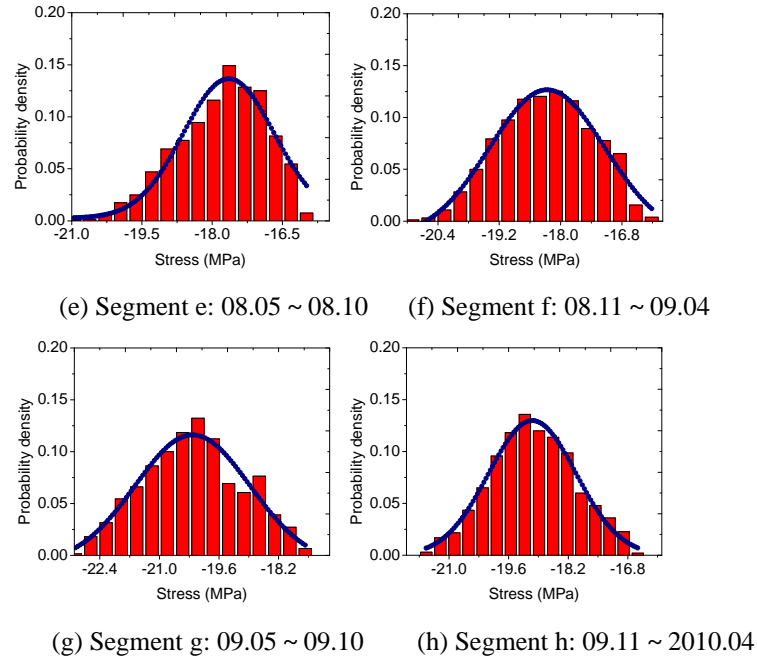 0.20
0.15
0.10
0.05
0.00
Probability density
-21.0 -19.5 -18.0 -16.5
Stress (MPa)
0.20
0.15
0.10
0.05
0.00
Probability density
-20.4 -19.2 -18.0 -16.8
Stress (MPa)
(e) Segment e: 08.05 ~ 08.10 (f) Segment f: 08.11 ~ 09.04
0.20
0.15
0.10
0.05
0.00
Probability density
-22.4 -21.0 -19.6 -18.2
Stress (MPa)
0.20
0.15
0.10
0.05
0.00
Probability density
-21.0 -19.6 -18.2 -16.8
Stress (MPa)
(g) Segment g: 09.05 ~ 09.10 (h) Segment h: 09.11 ~ 2010.04